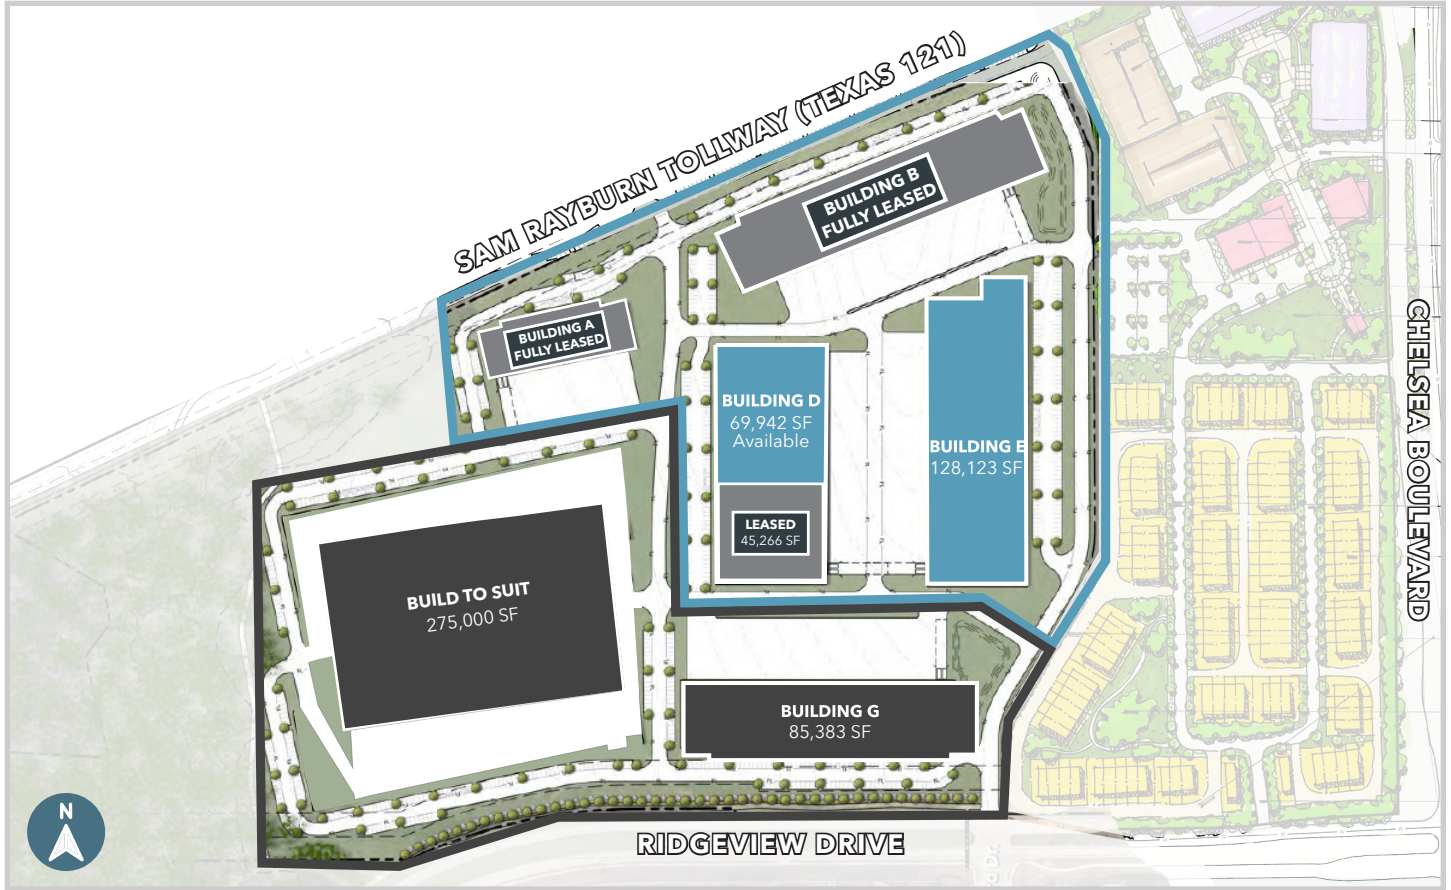 SAM RAYBURN TOLLWAY (TEXAS 121)
BUILDING B
FULLY LEASED
BUILDING A
FULLY LEASED
BUILDING D
69,942 SF
Available
BUILDING E
128,123 SF
LEASED
45,266 SF
BUILD TO SUIT
275,000 SF
BUILDING G
85,383 SF
CHELSEA BOULEVARD
RIDGEVIEW DRIVE
N